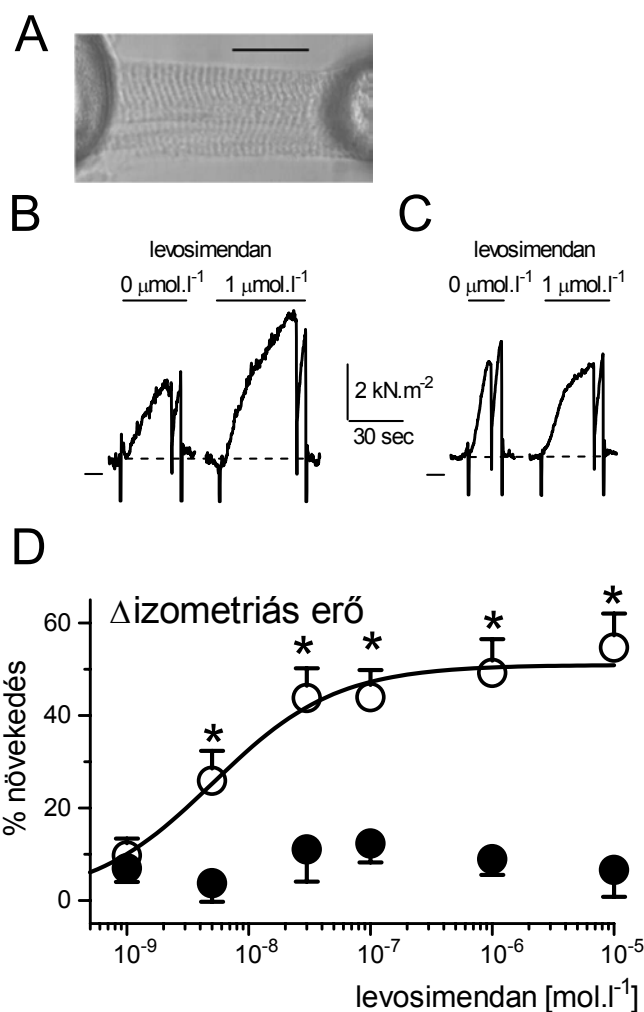 A
B
levosimendan
0 μmol.l⁻¹ 1 μmol.l⁻¹
2 kN.m⁻²
30 sec
C
levosimendan
0 μmol.l⁻¹ 1 μmol.l⁻¹
D
Δizometriás erő
% növekedés
60
40
20
0
* * * * *
10⁻⁹ 10⁻⁸ 10⁻⁷ 10⁻⁶ 10⁻⁵
levosimendan [mol.l⁻¹]